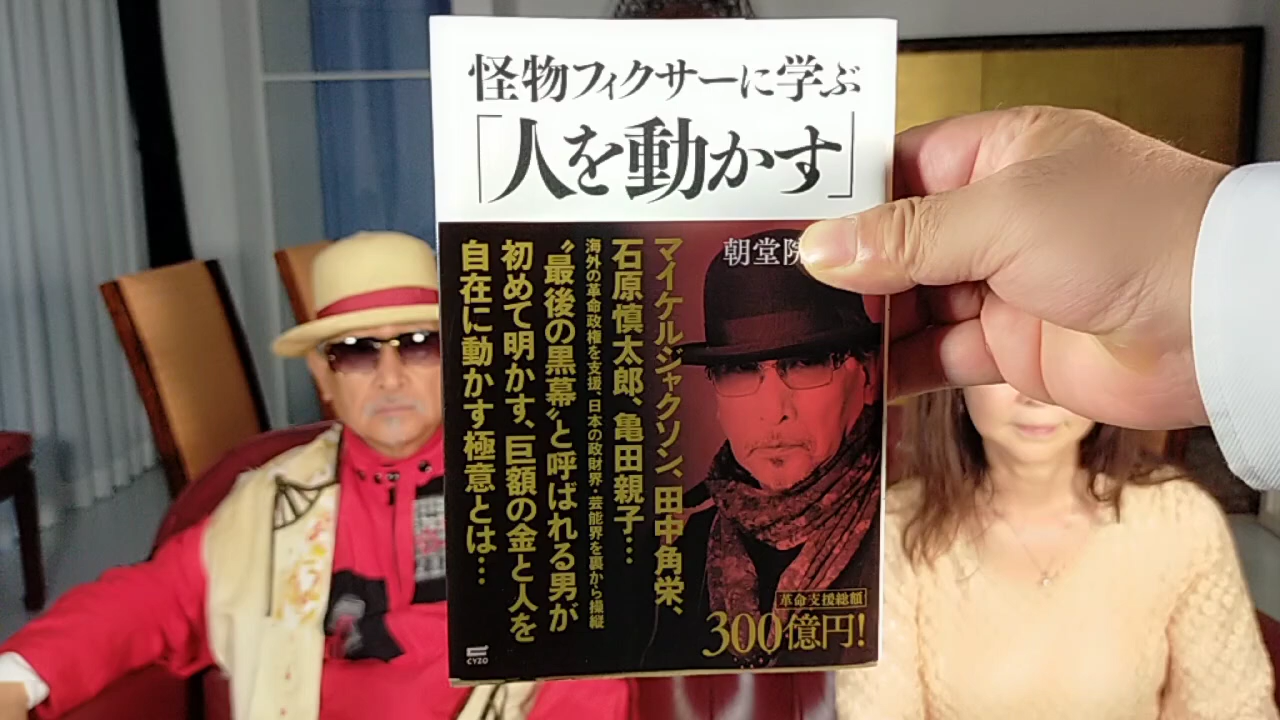 怪物フィクサーに学ぶ
「人を動かす」
朝堂院
マイケルジャクソン、田中角栄、
石原慎太郎、亀田親子…
海外の革命政権を支援、日本の政財界・芸能界を裏から操縦
〝最後の黒幕〟と呼ばれる男が
初めて明かす、巨額の金と人を
自在に動かす極意とは…
革命支援総額
300億円!
CYZO